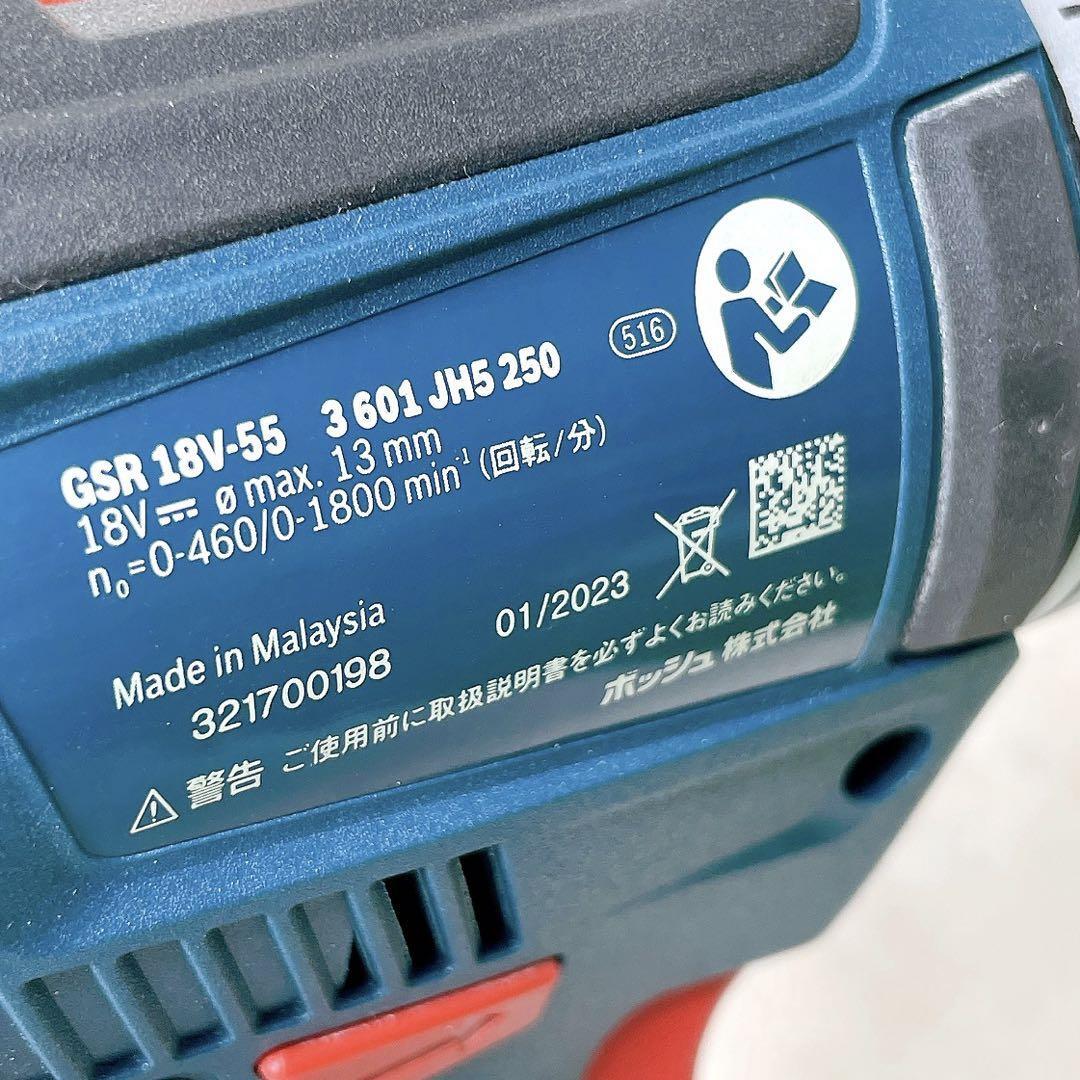 516
GSR 18V-55 3 601 JH5 250
18V ⎓ ø max. 13 mm
n₀=0-460/0-1800 min⁻¹ (回転/分)
Made in Malaysia 01/2023
321700198
⚠ 警告 ご使用前に取扱説明書を必ずよくお読みください。
ボッシュ 株式会社